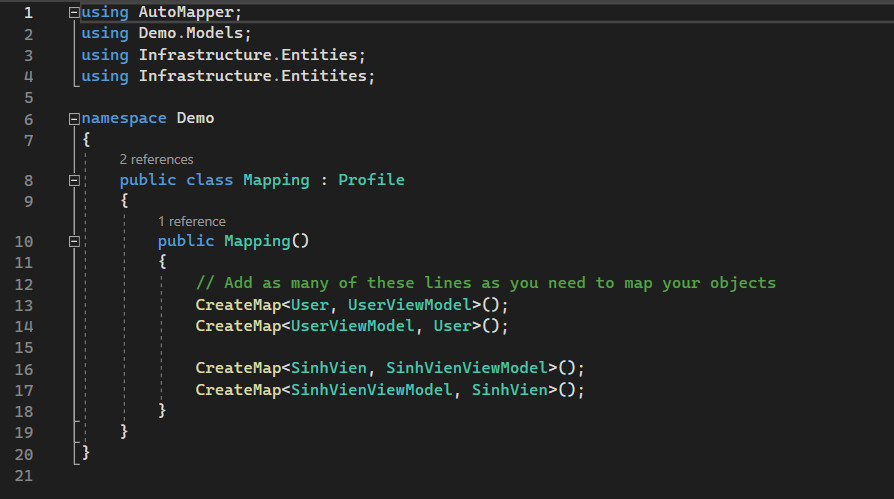 1 using AutoMapper;
2 using Demo.Models;
3 using Infrastructure.Entities;
4 using Infrastructure.Entitites;
5
6 namespace Demo
7 {
2 references
8 public class Mapping : Profile
9 {
1 reference
10 public Mapping()
11 {
12 // Add as many of these lines as you need to map your objects
13 CreateMap<User, UserViewModel>();
14 CreateMap<UserViewModel, User>();
15
16 CreateMap<SinhVien, SinhVienViewModel>();
17 CreateMap<SinhVienViewModel, SinhVien>();
18 }
19 }
20 }
21